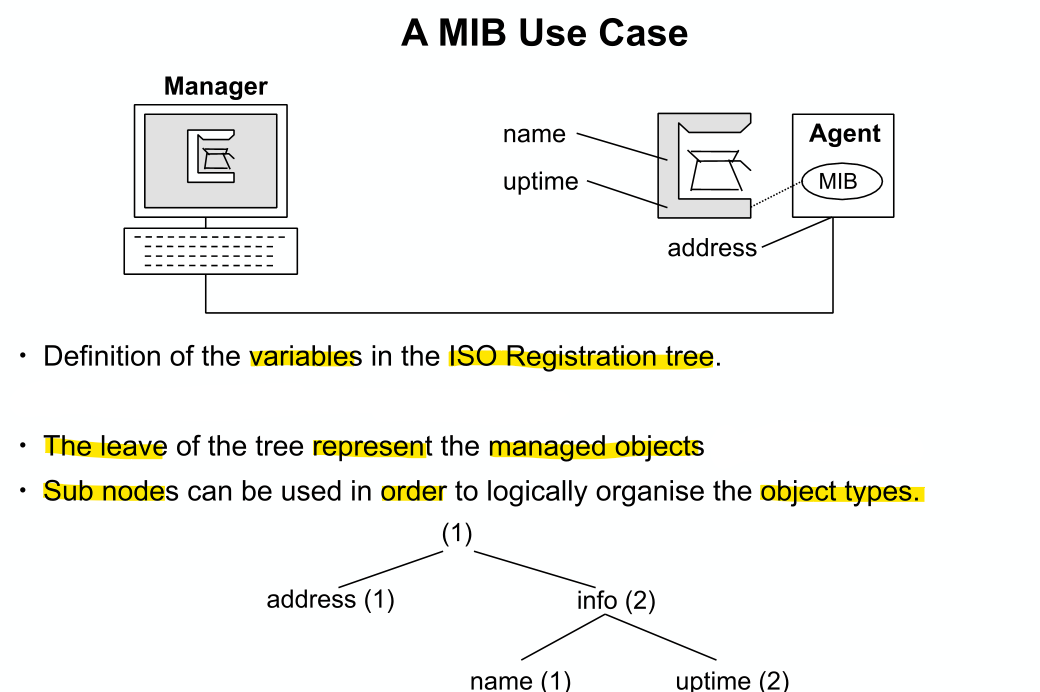 A MIB Use Case
Manager
name
uptime
Agent
MIB
address
• Definition of the variables in the ISO Registration tree.
• The leave of the tree represent the managed objects
• Sub nodes can be used in order to logically organise the object types.
(1)
address (1) info (2)
name (1) uptime (2)